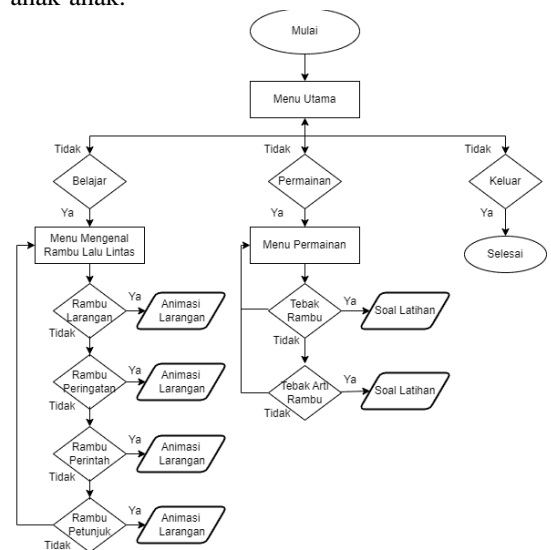 anak-anak.
Mulai
Menu Utama
Tidak
Tidak
Tidak
Belajar
Permainan
Keluar
Ya
Ya
Ya
Menu Mengenal
Rambu Lalu Lintas
Menu Permainan
Selesai
Rambu
Larangan
Ya
Animasi
Larangan
Tidak
Tebak
Rambu
Ya
Soal Latihan
Tidak
Rambu
Peringatan
Ya
Animasi
Larangan
Tidak
Tebak Arti
Rambu
Ya
Soal Latihan
Tidak
Rambu
Perintah
Ya
Animasi
Larangan
Tidak
Rambu
Petunjuk
Ya
Animasi
Larangan
Tidak